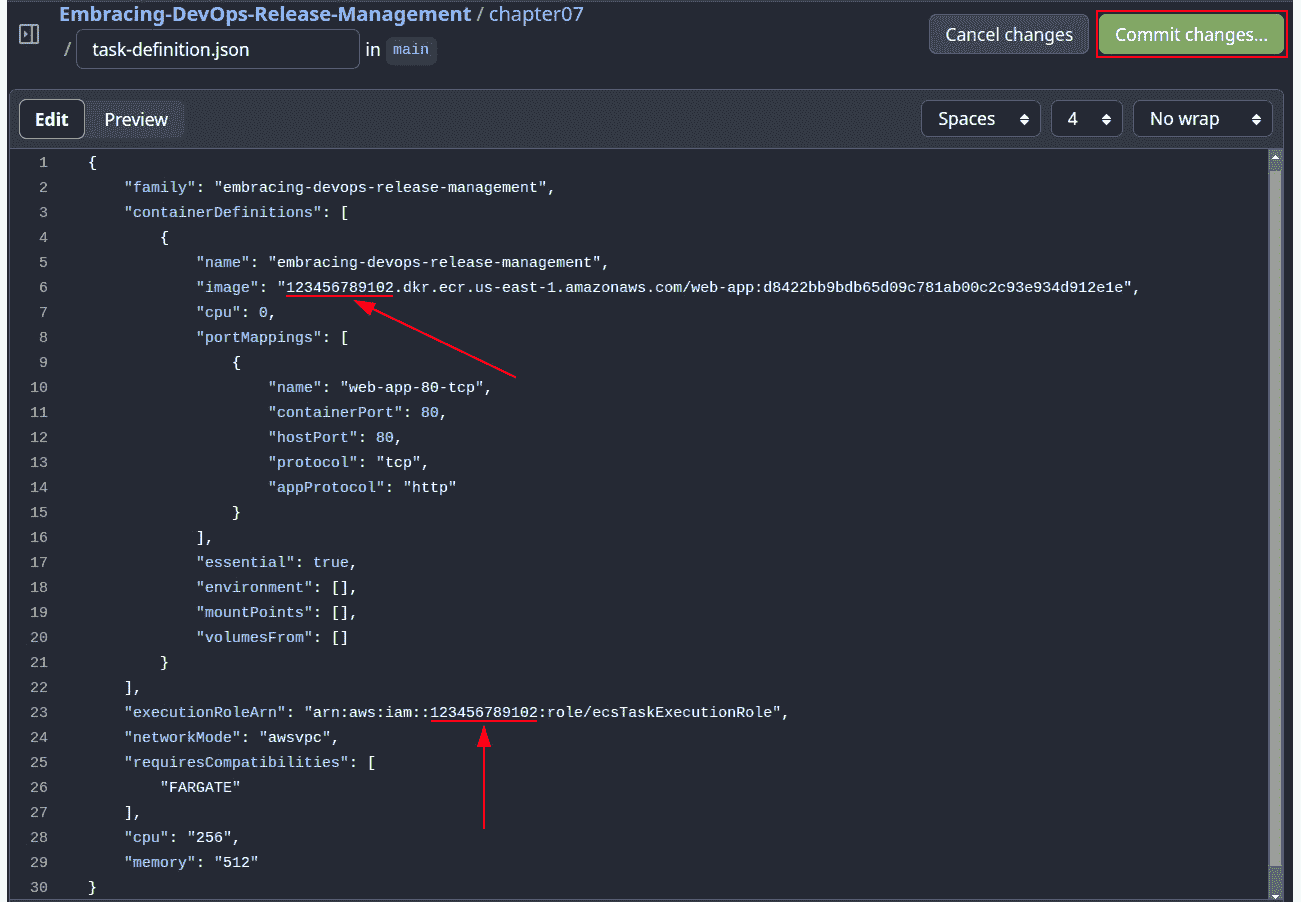 Embracing-DevOps-Release-Management / chapter07
/ task-definition.json in main
Cancel changes
Commit changes...
Edit Preview
Spaces 4 No wrap
1 {
2     "family": "embracing-devops-release-management",
3     "containerDefinitions": [
4         {
5             "name": "embracing-devops-release-management",
6             "image": "123456789102.dkr.ecr.us-east-1.amazonaws.com/web-app:d8422bb9bdb65d09c781ab00c2c93e934d912e1e",
7             "cpu": 0,
8             "portMappings": [
9                 {
10                     "name": "web-app-80-tcp",
11                     "containerPort": 80,
12                     "hostPort": 80,
13                     "protocol": "tcp",
14                     "appProtocol": "http"
15                 }
16             ],
17             "essential": true,
18             "environment": [],
19             "mountPoints": [],
20             "volumesFrom": []
21         }
22     ],
23     "executionRoleArn": "arn:aws:iam::123456789102:role/ecsTaskExecutionRole",
24     "networkMode": "awsvpc",
25     "requiresCompatibilities": [
26         "FARGATE"
27     ],
28     "cpu": "256",
29     "memory": "512"
30 }